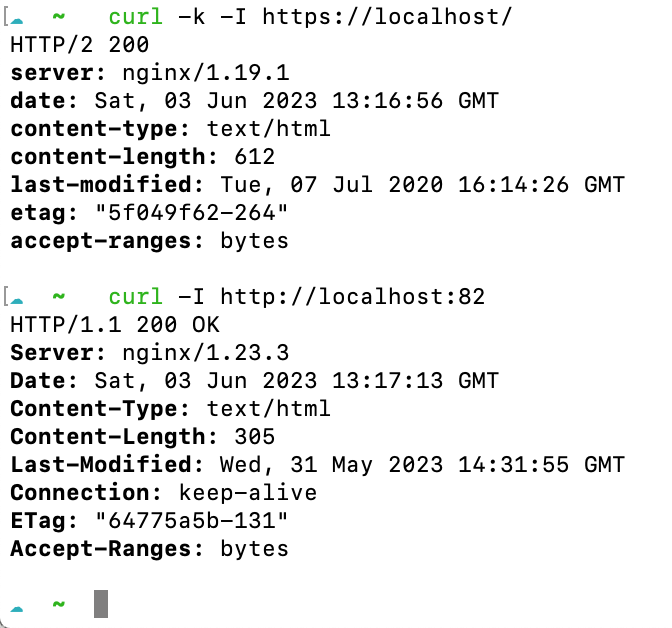 [☁ ~ curl -k -I https://localhost/
HTTP/2 200
server: nginx/1.19.1
date: Sat, 03 Jun 2023 13:16:56 GMT
content-type: text/html
content-length: 612
last-modified: Tue, 07 Jul 2020 16:14:26 GMT
etag: "5f049f62-264"
accept-ranges: bytes
[☁ ~ curl -I http://localhost:82
HTTP/1.1 200 OK
Server: nginx/1.23.3
Date: Sat, 03 Jun 2023 13:17:13 GMT
Content-Type: text/html
Content-Length: 305
Last-Modified: Wed, 31 May 2023 14:31:55 GMT
Connection: keep-alive
ETag: "64775a5b-131"
Accept-Ranges: bytes
☁ ~